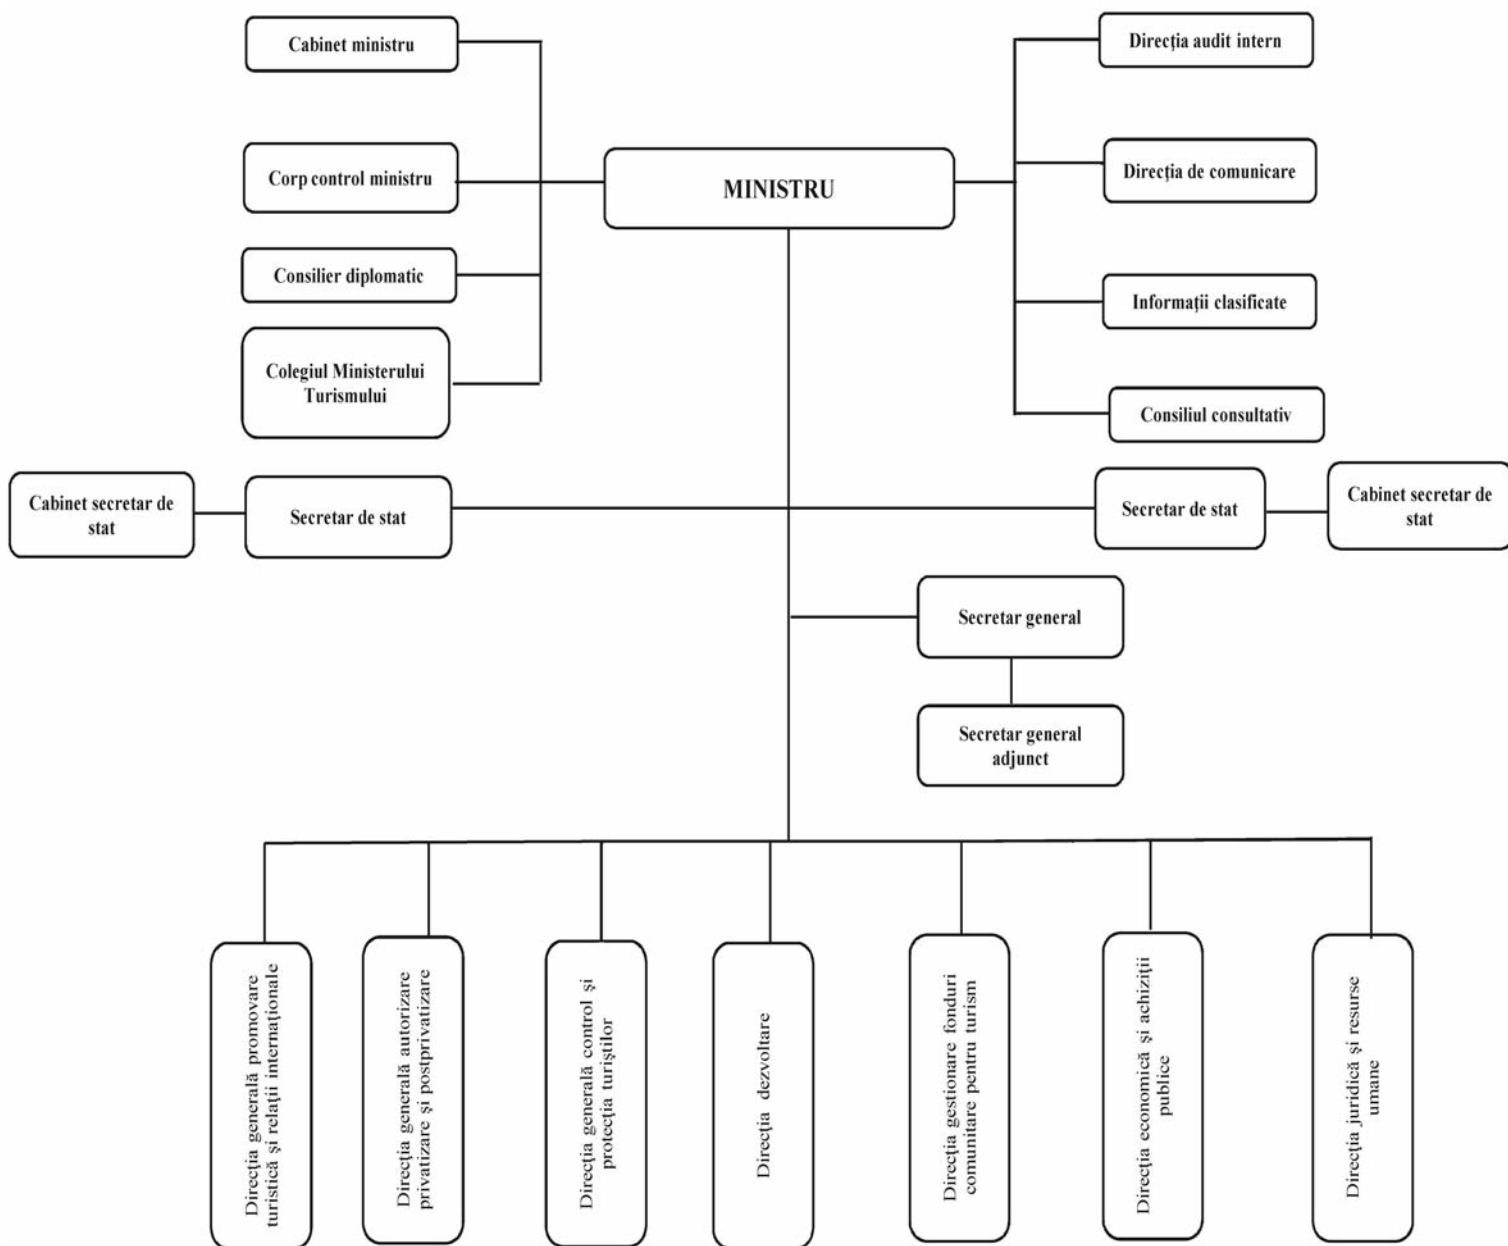 Cabinet ministru
Direcția audit intern
Corp control ministru
MINISTRU
Direcția de comunicare
Consilier diplomatic
Informații clasificate
Colegiul Ministerului
Turismului
Consiliul consultativ
Cabinet secretar de
stat
Secretar de stat
Secretar de stat
Cabinet secretar de
stat
Secretar general
Secretar general
adjunct
Direcția generală promovare
turistică și relații internaționale
Direcția generală autorizare
privatizare și postprivatizare
Direcția generală control și
protecția turiștilor
Direcția dezvoltare
Direcția gestionare fonduri
comunitare pentru turism
Direcția economică și achiziții
publice
Direcția juridică și resurse
umane